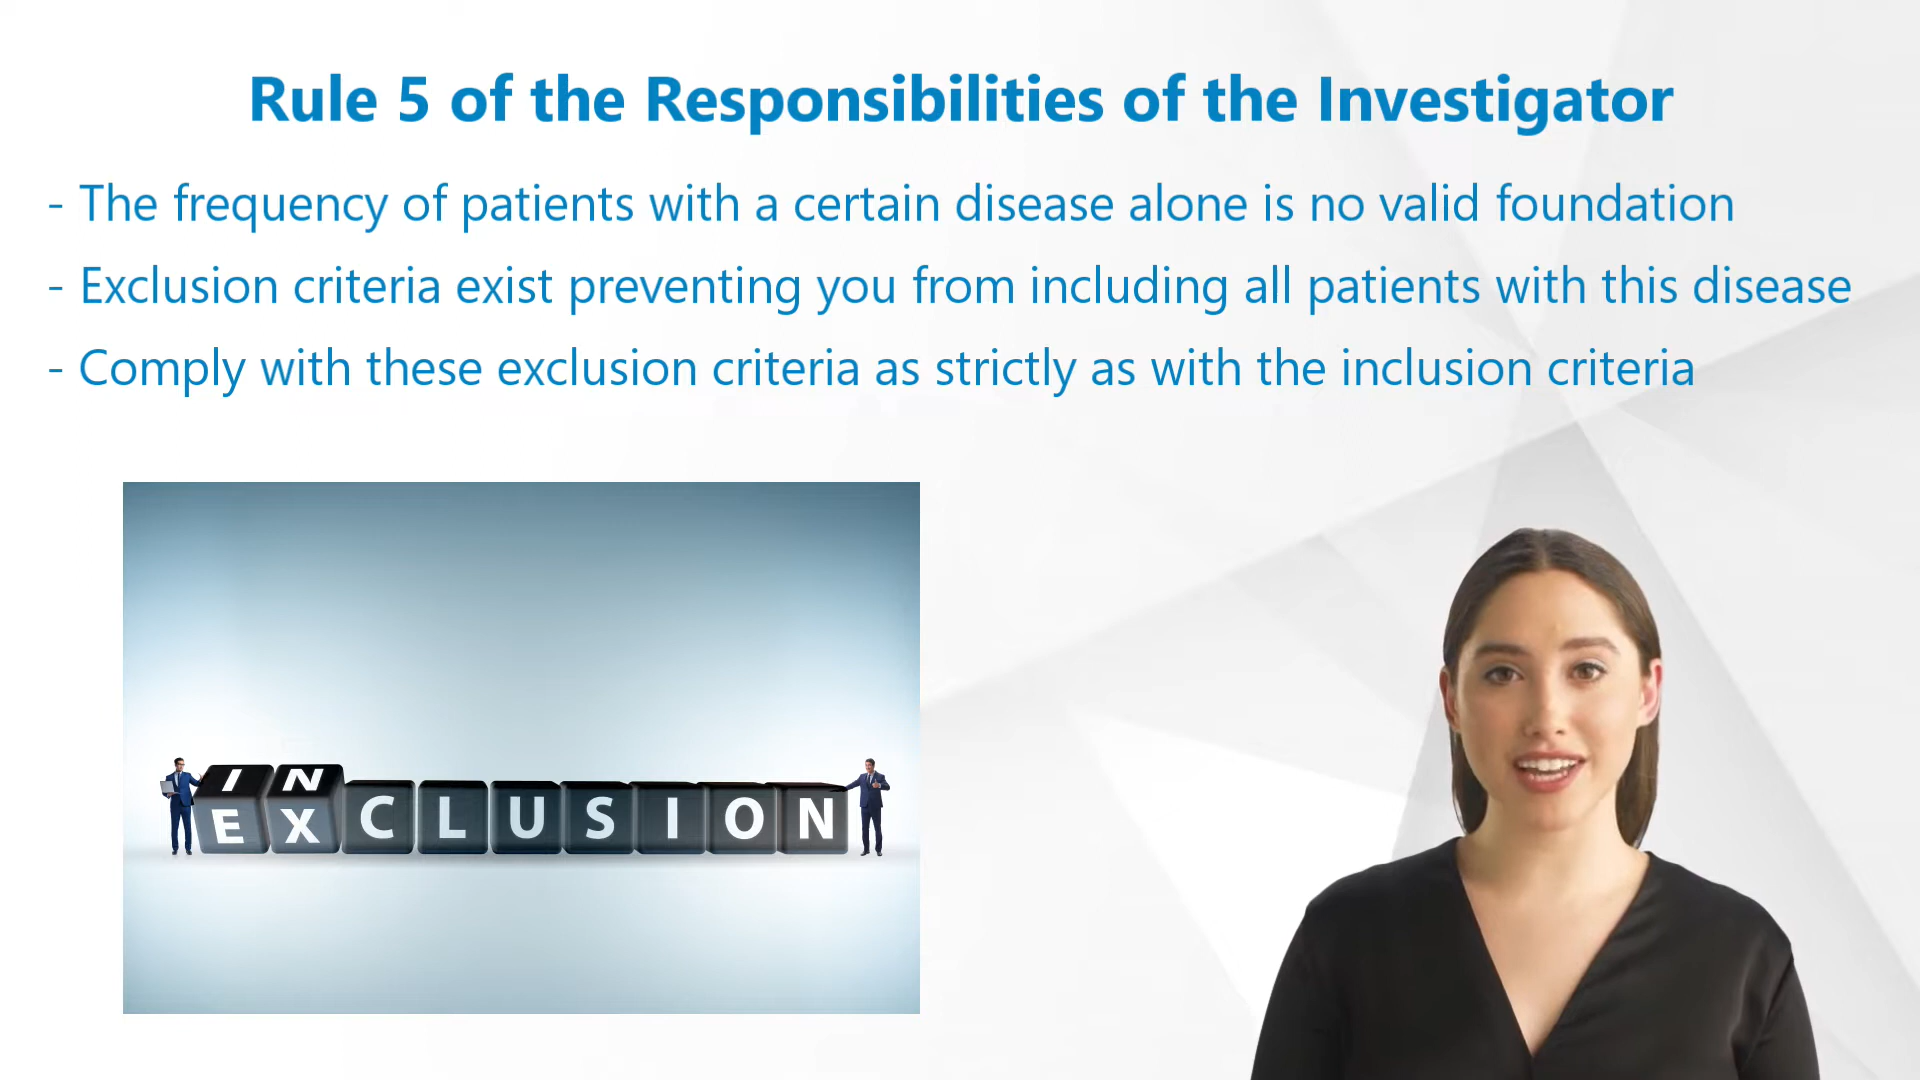 Rule 5 of the Responsibilities of the Investigator
- The frequency of patients with a certain disease alone is no valid foundation
- Exclusion criteria exist preventing you from including all patients with this disease
- Comply with these exclusion criteria as strictly as with the inclusion criteria
IN
EXCLUSION